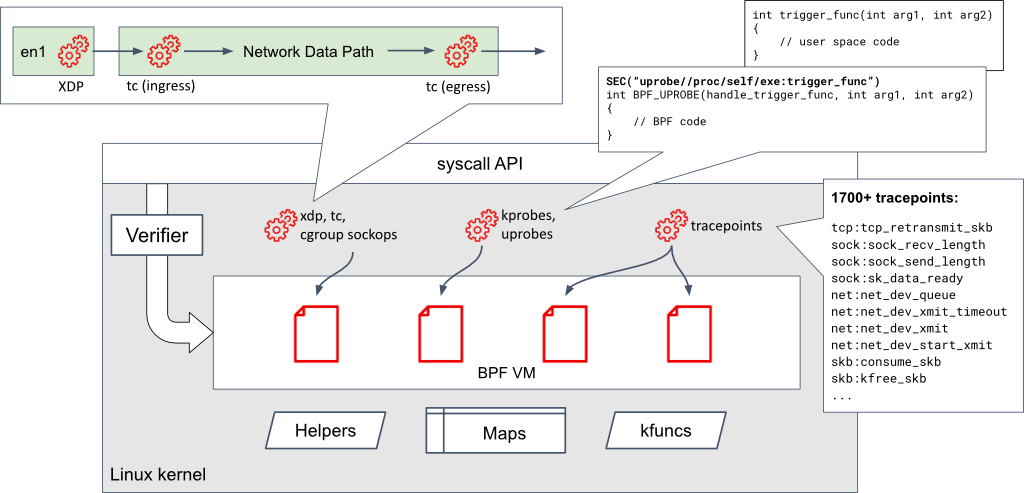 en1
XDP
tc (ingress)
Network Data Path
tc (egress)
int trigger_func(int arg1, int arg2)
{
// user space code
}
SEC("uprobe//proc/self/exe:trigger_func")
int BPF_UPROBE(handle_trigger_func, int arg1, int arg2)
{
// BPF code
}
syscall API
Verifier
xdp, tc,
cgroup sockops
kprobes,
uprobes
tracepoints
1700+ tracepoints:
tcp:tcp_retransmit_skb
sock:sock_recv_length
sock:sock_send_length
sock:sk_data_ready
net:net_dev_queue
net:net_dev_xmit_timeout
net:net_dev_xmit
net:net_dev_start_xmit
skb:consume_skb
skb:kfree_skb
...
BPF VM
Helpers
Maps
kfuncs
Linux kernel